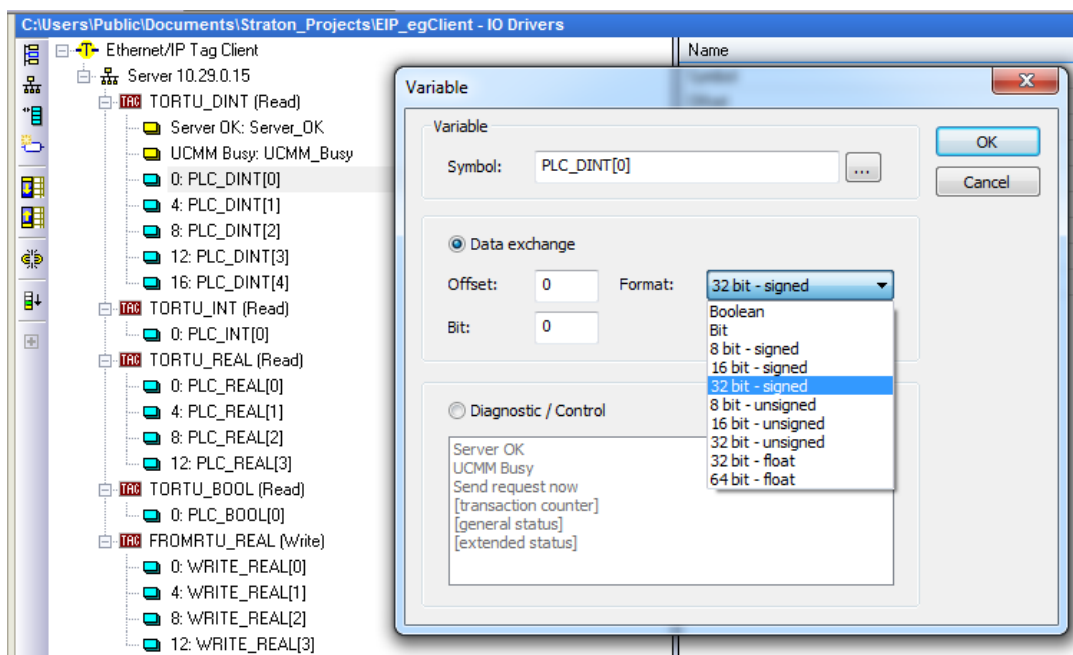 C:\Users\Public\Documents\Straton_Projects\EIP_egClient - IO Drivers
Ethernet/IP Tag Client
Server 10.29.0.15
TAG TORTU_DINT (Read)
Server OK: Server_OK
UCMM Busy: UCMM_Busy
0: PLC_DINT[0]
4: PLC_DINT[1]
8: PLC_DINT[2]
12: PLC_DINT[3]
16: PLC_DINT[4]
TAG TORTU_INT (Read)
0: PLC_INT[0]
TAG TORTU_REAL (Read)
0: PLC_REAL[0]
4: PLC_REAL[1]
8: PLC_REAL[2]
12: PLC_REAL[3]
TAG TORTU_BOOL (Read)
0: PLC_BOOL[0]
TAG FROMRTU_REAL (Write)
0: WRITE_REAL[0]
4: WRITE_REAL[1]
8: WRITE_REAL[2]
12: WRITE_REAL[3]
Name
Variable
Variable
Symbol: PLC_DINT[0] ...
OK
Cancel
Data exchange
Offset: 0 Format: 32 bit - signed
Bit: 0
Boolean
Bit
8 bit - signed
16 bit - signed
32 bit - signed
8 bit - unsigned
16 bit - unsigned
32 bit - unsigned
32 bit - float
64 bit - float
Diagnostic / Control
Server OK
UCMM Busy
Send request now
[transaction counter]
[general status]
[extended status]